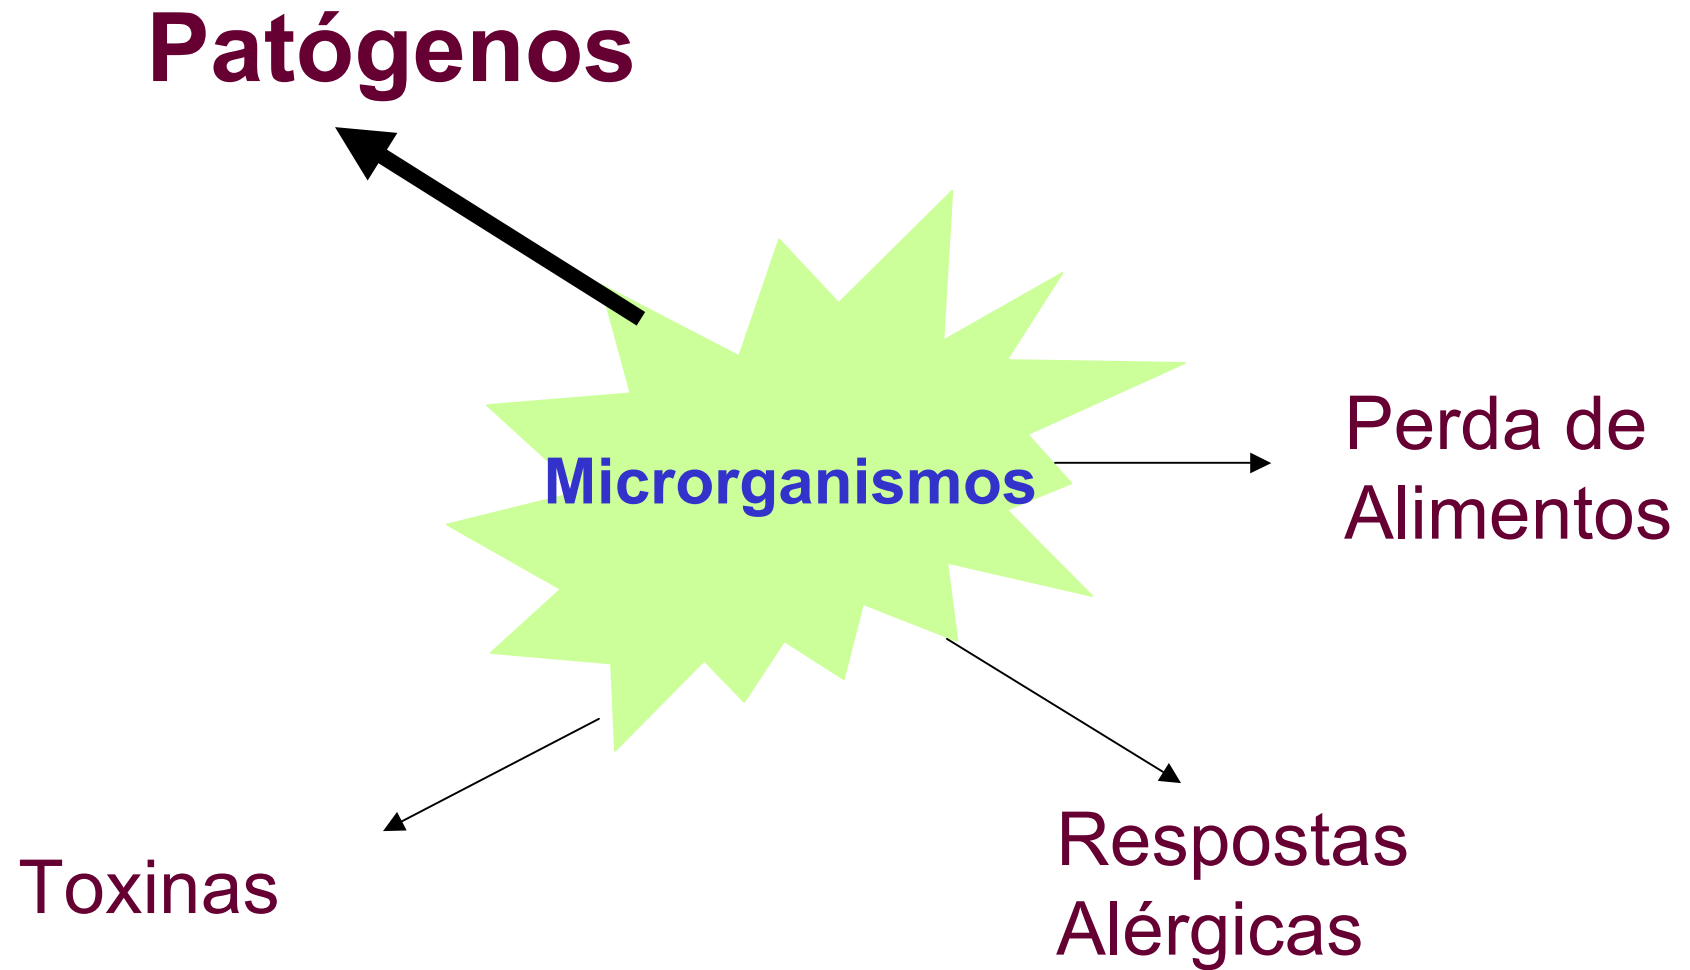 Patógenos
Microrganismos
Perda de
Alimentos
Toxinas
Respostas
Alérgicas